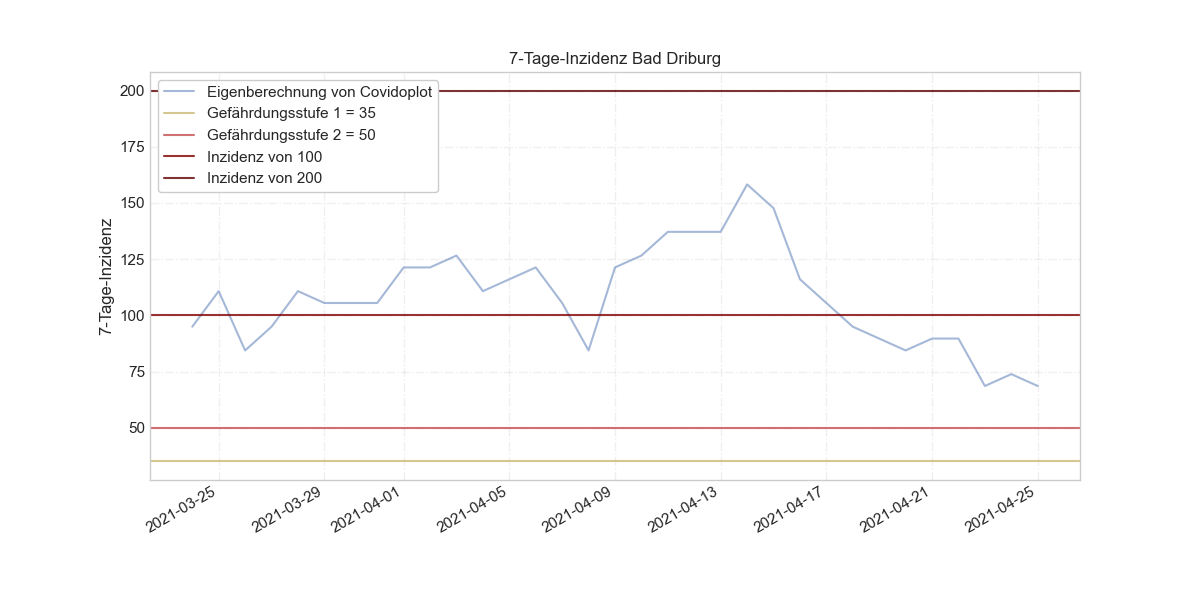 7-Tage-Inzidenz Bad Driburg
Eigenberechnung von Covidoplot
Gefährdungsstufe 1 = 35
Gefährdungsstufe 2 = 50
Inzidenz von 100
Inzidenz von 200
7-Tage-Inzidenz
200
175
150
125
100
75
50
2021-03-25
2021-03-29
2021-04-01
2021-04-05
2021-04-09
2021-04-13
2021-04-17
2021-04-21
2021-04-25